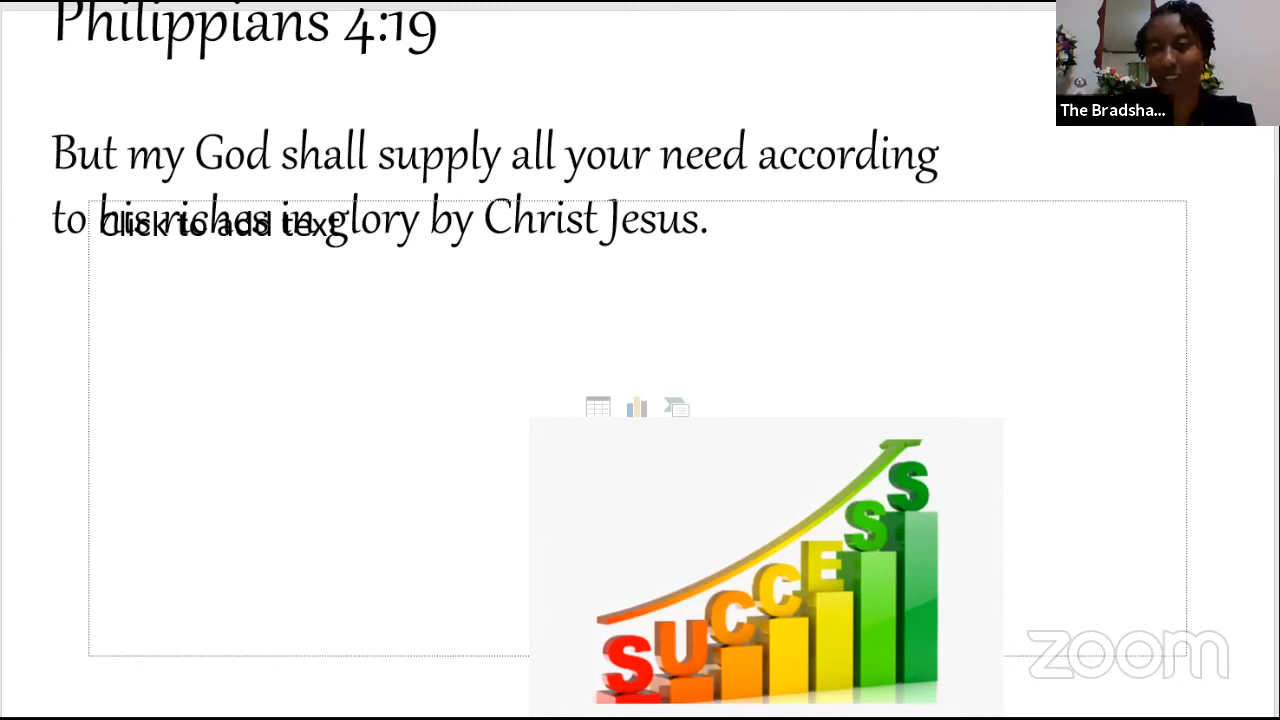 Philippians 4:19
The Bradsha...
But my God shall supply all your need according
to his riches in glory by Christ Jesus.
Click to add text
SUCCESS
zoom